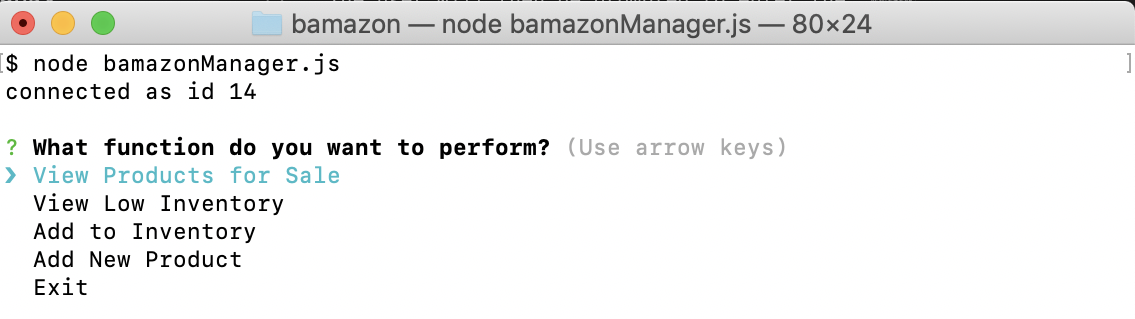 bamazon — node bamazonManager.js — 80×24
[$ node bamazonManager.js ]
connected as id 14
? What function do you want to perform? (Use arrow keys)
❯ View Products for Sale
View Low Inventory
Add to Inventory
Add New Product
Exit